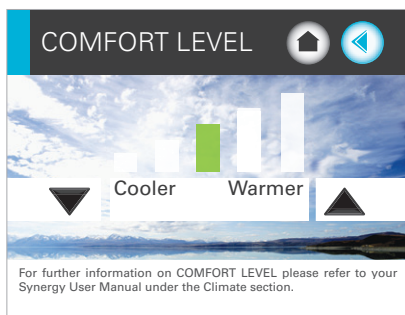 COMFORT LEVEL
Cooler Warmer
For further information on COMFORT LEVEL please refer to your
Synergy User Manual under the Climate section.